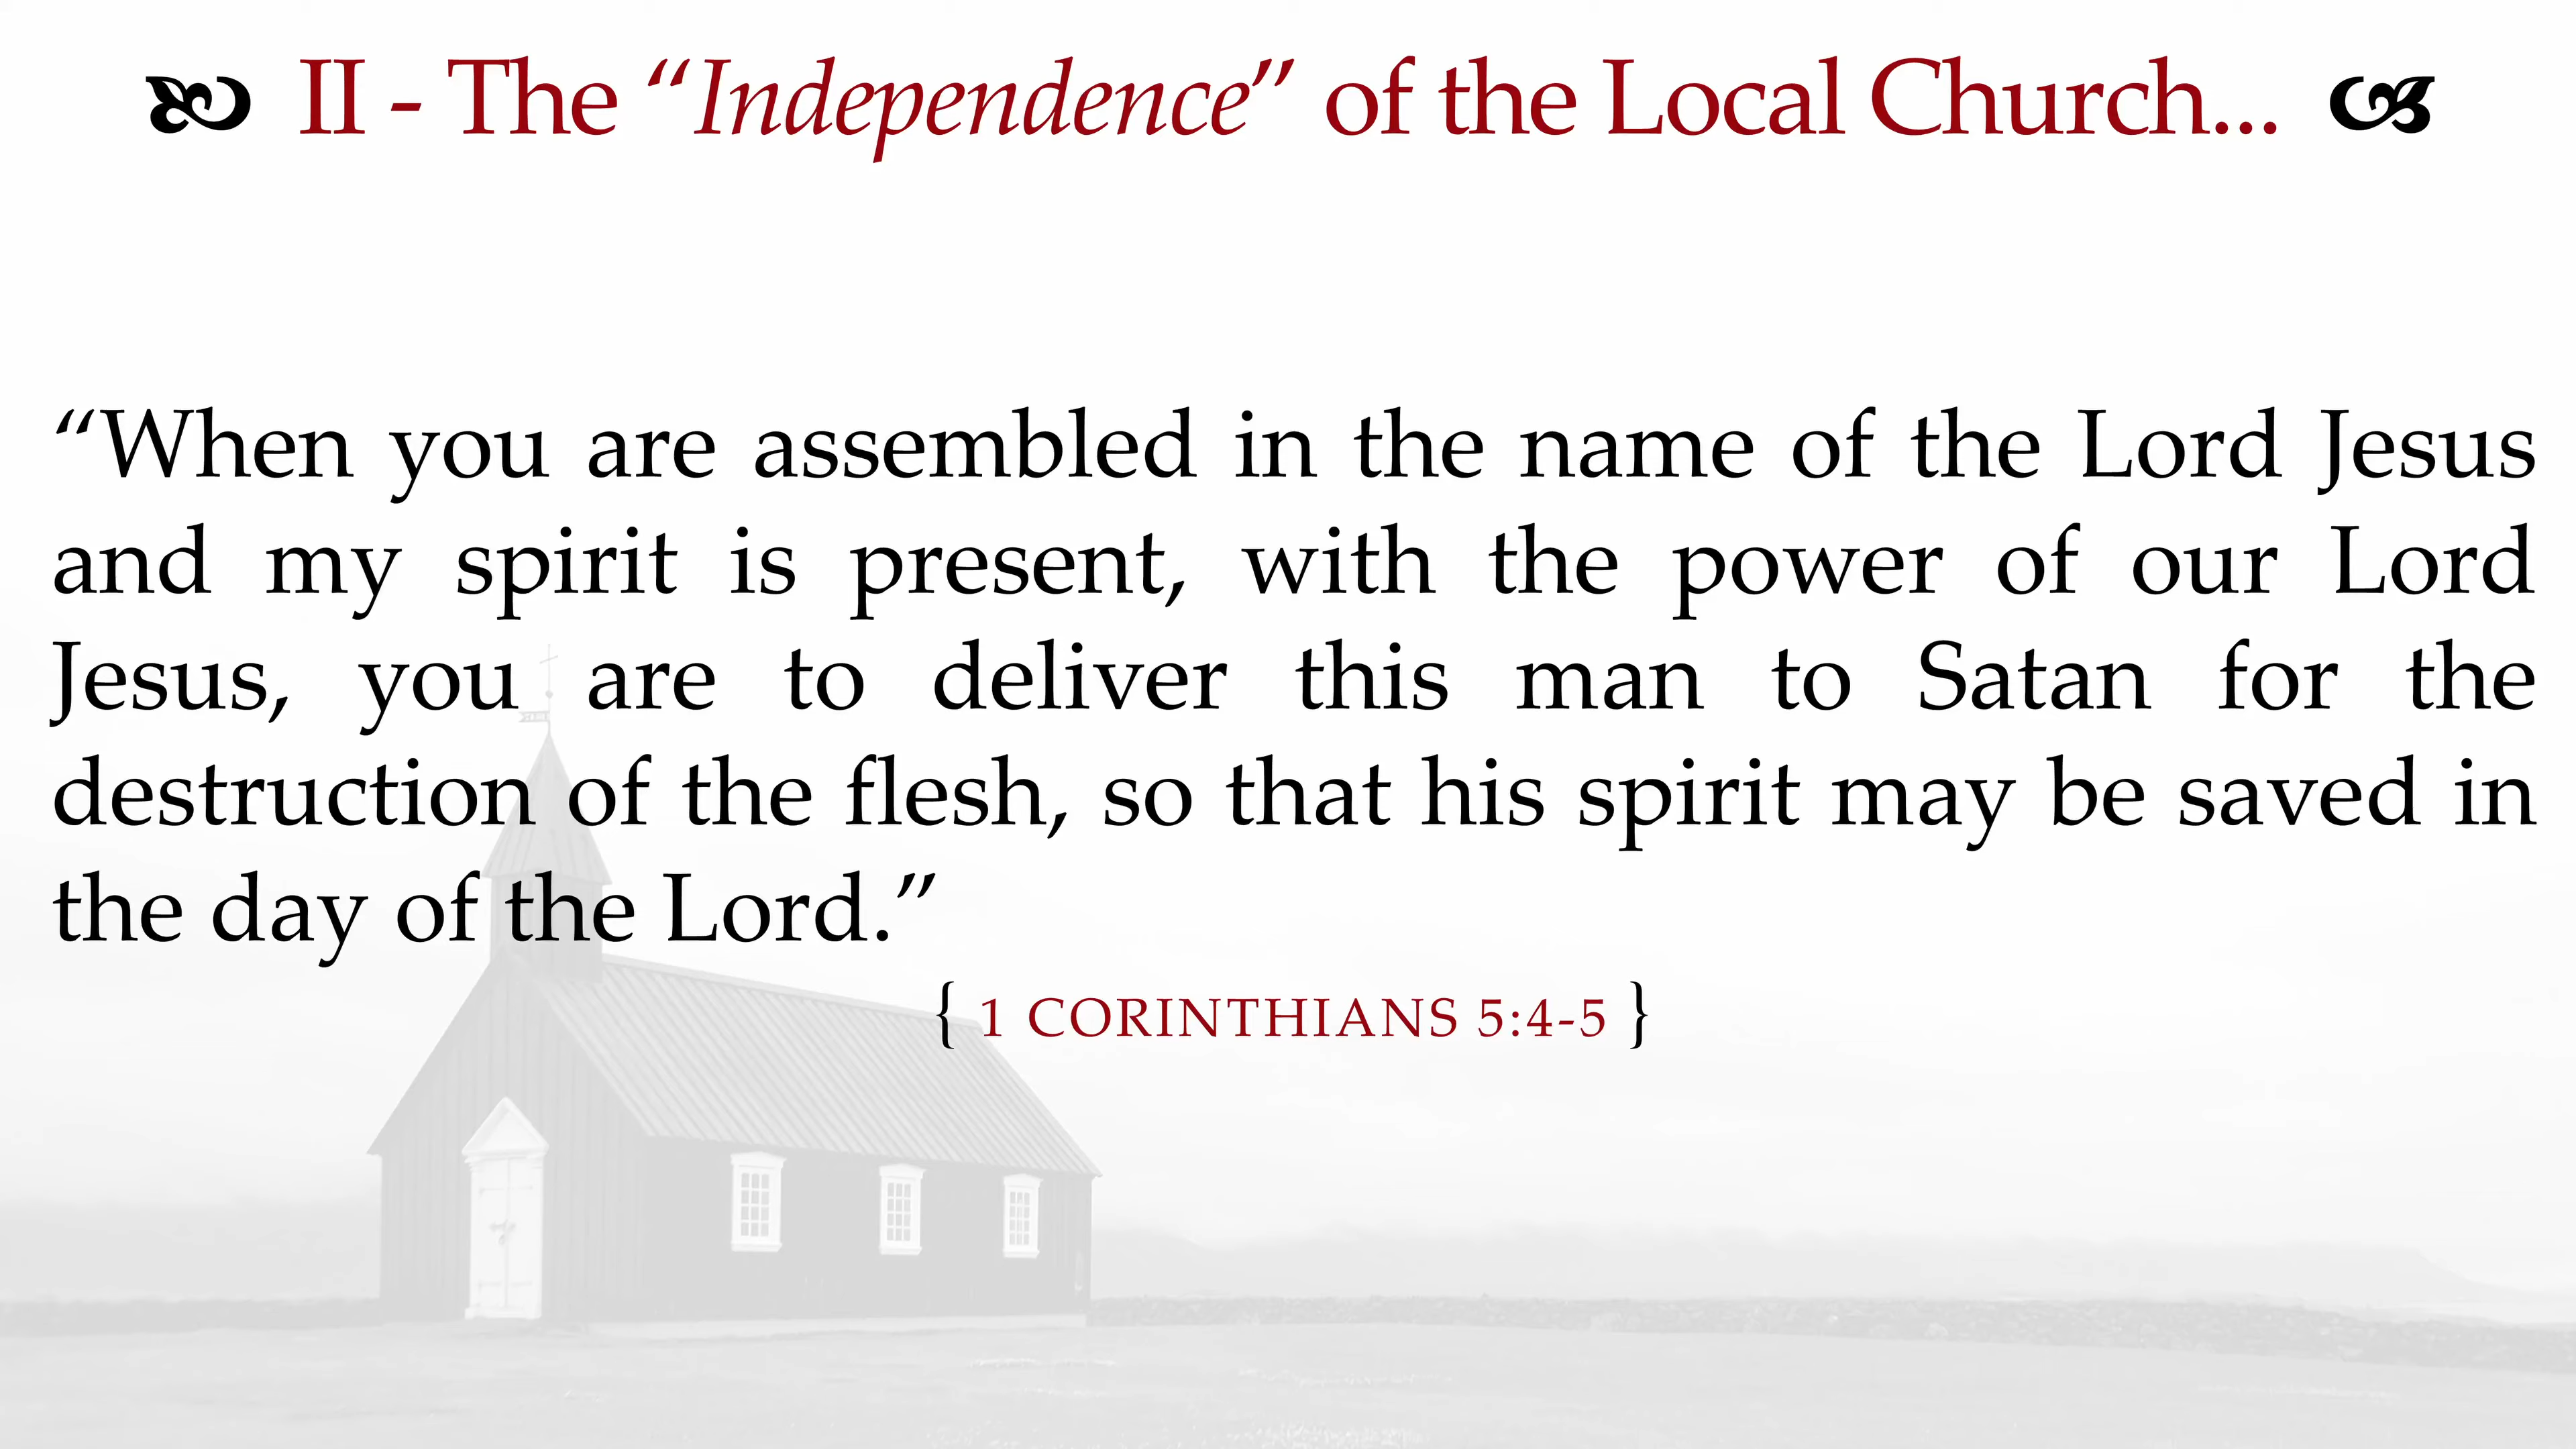 II - The “Independence” of the Local Church...
“When you are assembled in the name of the Lord Jesus
and my spirit is present, with the power of our Lord
Jesus, you are to deliver this man to Satan for the
destruction of the flesh, so that his spirit may be saved in
the day of the Lord.”
{ 1 CORINTHIANS 5:4-5 }